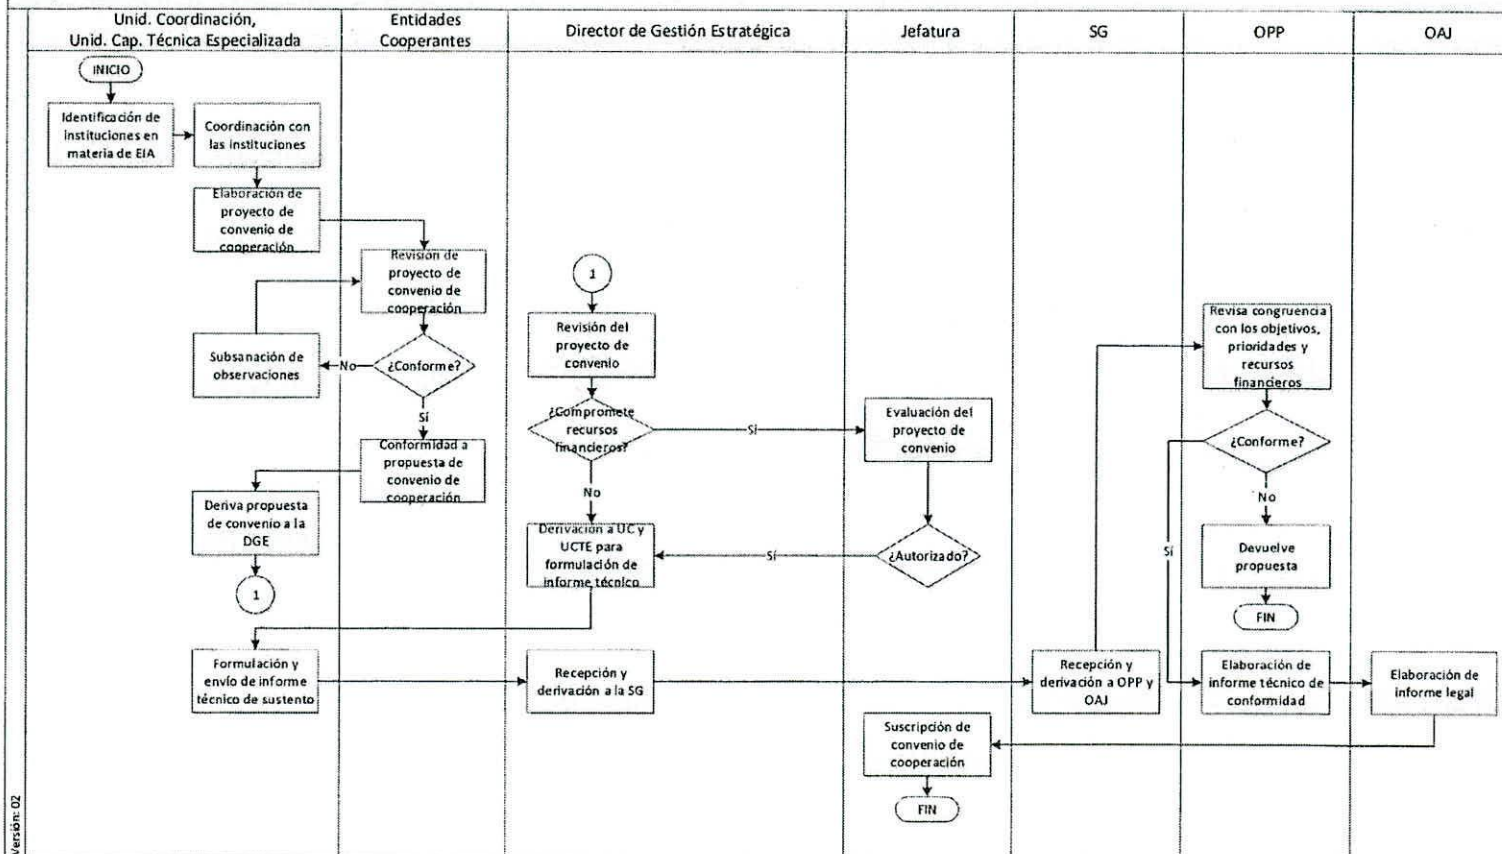 Unid. Coordinación,
Unid. Cap. Técnica Especializada
Entidades
Cooperantes
Director de Gestión Estratégica
Jefatura
SG
OPP
OAJ
INICIO
Identificación de
instituciones en
materia de EIA
Coordinación con
las instituciones
Elaboración de
proyecto de
convenio de
cooperación
Revisión de
proyecto de
convenio de
cooperación
¿Conforme?
No
Subsanación de
observaciones
Sí
Conformidad a
propuesta de
convenio de
cooperación
Deriva propuesta
de convenio a la
DGE
1
1
Revisión del
proyecto de
convenio
¿Compromete
recursos
financieros?
Sí
No
Evaluación del
proyecto de
convenio
¿Autorizado?
Sí
Derivación a UC y
UCTE para
formulación de
informe técnico
Formulación y
envío de informe
técnico de sustento
Recepción y
derivación a la SG
Recepción y
derivación a OPP y
OAJ
Revisa congruencia
con los objetivos,
prioridades y
recursos
financieros
¿Conforme?
No
Sí
Devuelve
propuesta
FIN
Elaboración de
informe técnico de
conformidad
Elaboración de
informe legal
Suscripción de
convenio de
cooperación
FIN
Versión: 02